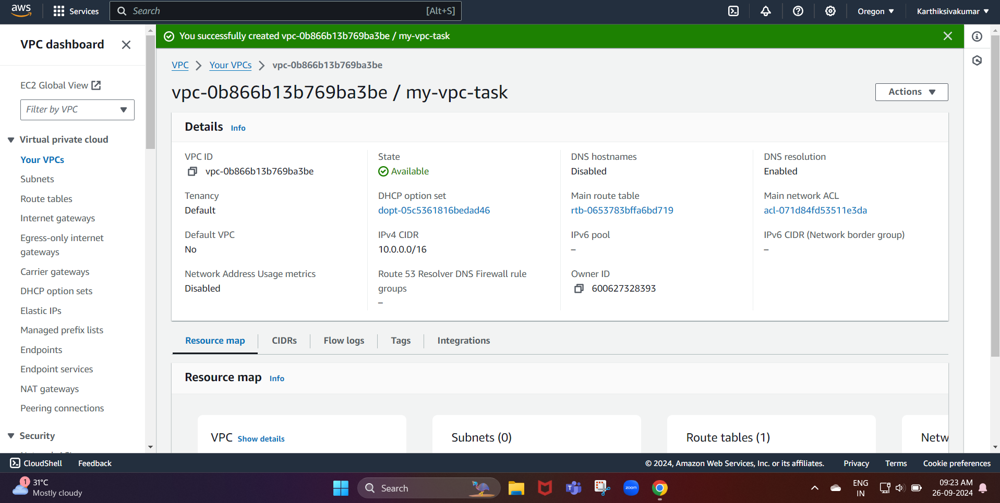 aws
Services
Search
[Alt+S]
Oregon
Karthiksivakumar
VPC dashboard
You successfully created vpc-0b866b13b769ba3be / my-vpc-task
VPC
Your VPCs
vpc-0b866b13b769ba3be
EC2 Global View
Filter by VPC
vpc-0b866b13b769ba3be / my-vpc-task
Actions
Virtual private cloud
Your VPCs
Subnets
Route tables
Internet gateways
Egress-only internet
gateways
Carrier gateways
DHCP option sets
Elastic IPs
Managed prefix lists
Endpoints
Endpoint services
NAT gateways
Peering connections
Security
Details Info
VPC ID
vpc-0b866b13b769ba3be
State
Available
DNS hostnames
Disabled
DNS resolution
Enabled
Tenancy
Default
DHCP option set
dopt-05c5361816bedad46
Main route table
rtb-0653783bffa6bd719
Main network ACL
acl-071d84fd53511e3da
Default VPC
No
IPv4 CIDR
10.0.0.0/16
IPv6 pool
–
IPv6 CIDR (Network border group)
–
Network Address Usage metrics
Disabled
Route 53 Resolver DNS Firewall rule
groups
–
Owner ID
600627328393
Resource map
CIDRs
Flow logs
Tags
Integrations
Resource map Info
VPC Show details
Subnets (0)
Route tables (1)
Netw
CloudShell
Feedback
© 2024, Amazon Web Services, Inc. or its affiliates.
Privacy
Terms
Cookie preferences
1
31°C
Mostly cloudy
Search
zoom
ENG
IN
09:23 AM
26-09-2024